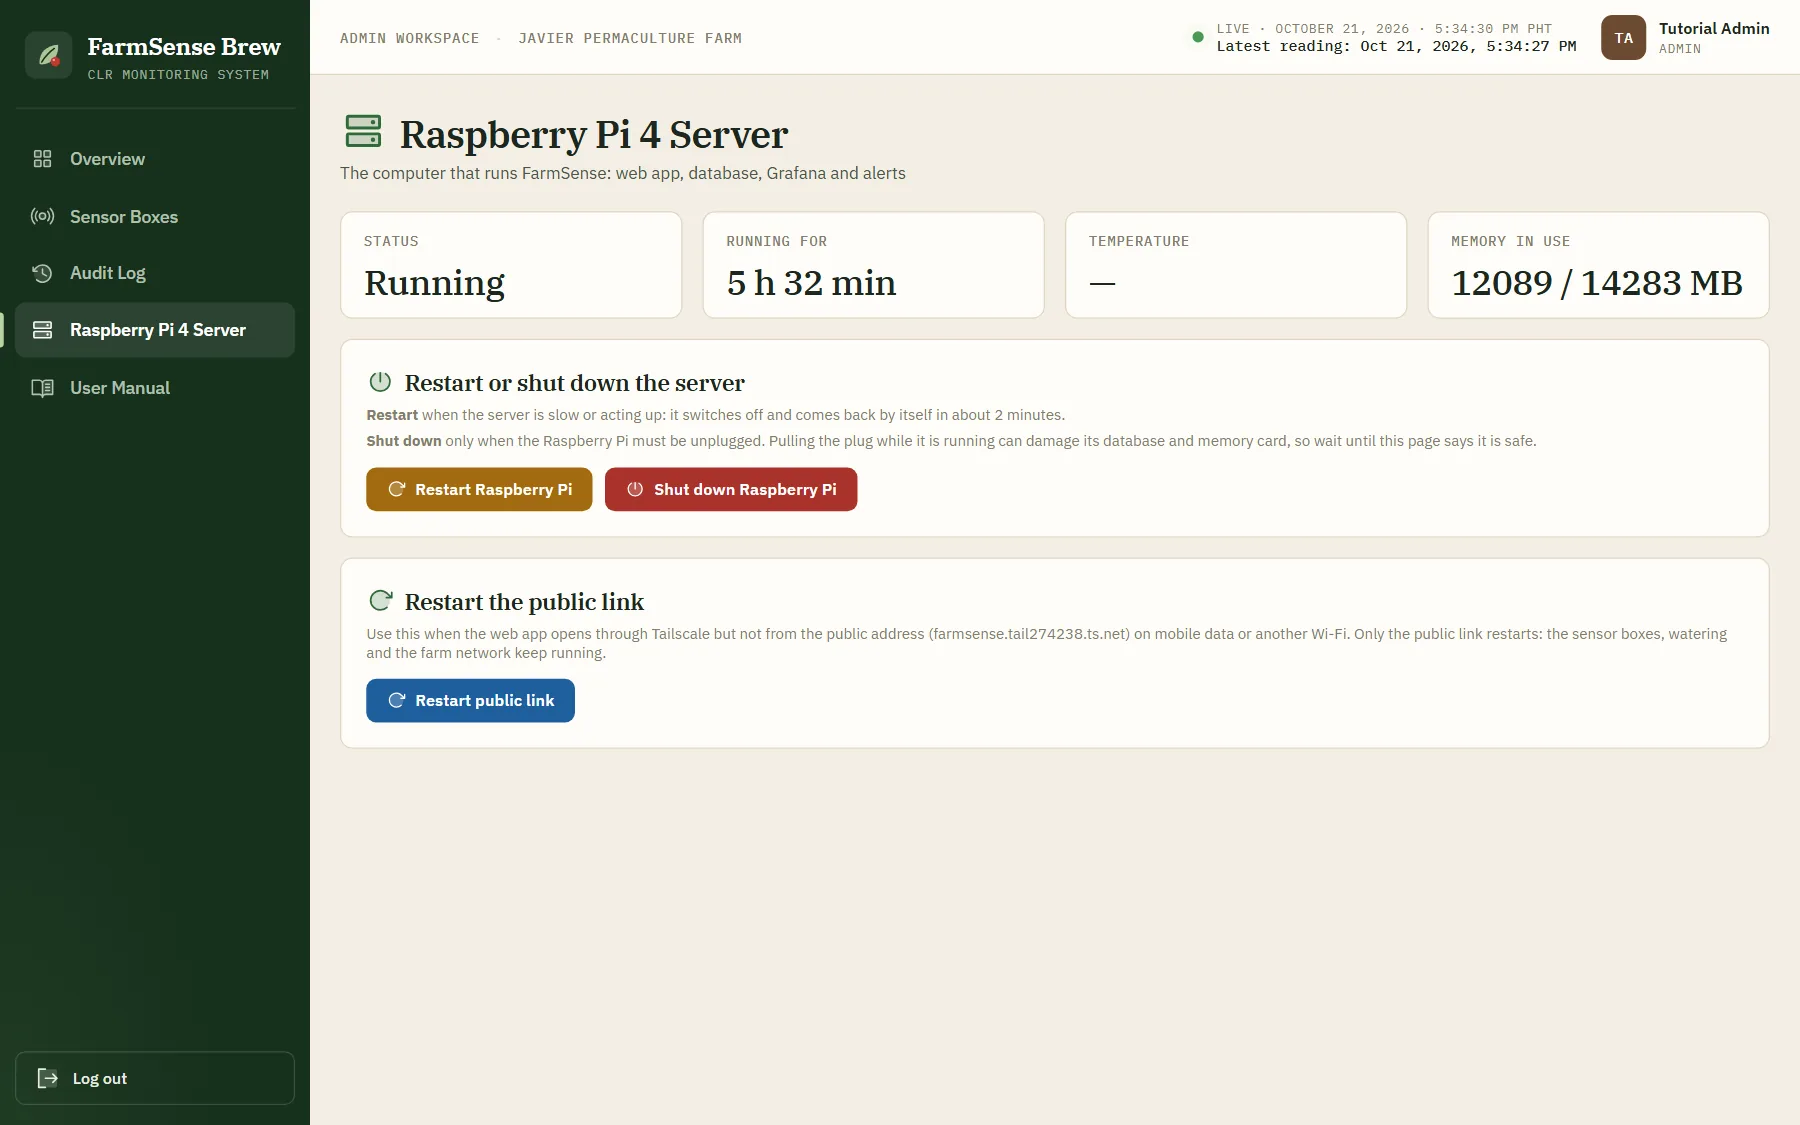 FarmSense Brew
CLR MONITORING SYSTEM
Overview
Sensor Boxes
Audit Log
Raspberry Pi 4 Server
User Manual
Log out
ADMIN WORKSPACE · JAVIER PERMACULTURE FARM
LIVE · OCTOBER 21, 2026 · 5:34:30 PM PHT
Latest reading: Oct 21, 2026, 5:34:27 PM
TA
Tutorial Admin
ADMIN
Raspberry Pi 4 Server
The computer that runs FarmSense: web app, database, Grafana and alerts
STATUS
Running
RUNNING FOR
5 h 32 min
TEMPERATURE
—
MEMORY IN USE
12089 / 14283 MB
Restart or shut down the server
Restart when the server is slow or acting up: it switches off and comes back by itself in about 2 minutes.
Shut down only when the Raspberry Pi must be unplugged. Pulling the plug while it is running can damage its database and memory card, so wait until this page says it is safe.
Restart Raspberry Pi
Shut down Raspberry Pi
Restart the public link
Use this when the web app opens through Tailscale but not from the public address (farmsense.tail274238.ts.net) on mobile data or another Wi-Fi. Only the public link restarts: the sensor boxes, watering
and the farm network keep running.
Restart public link